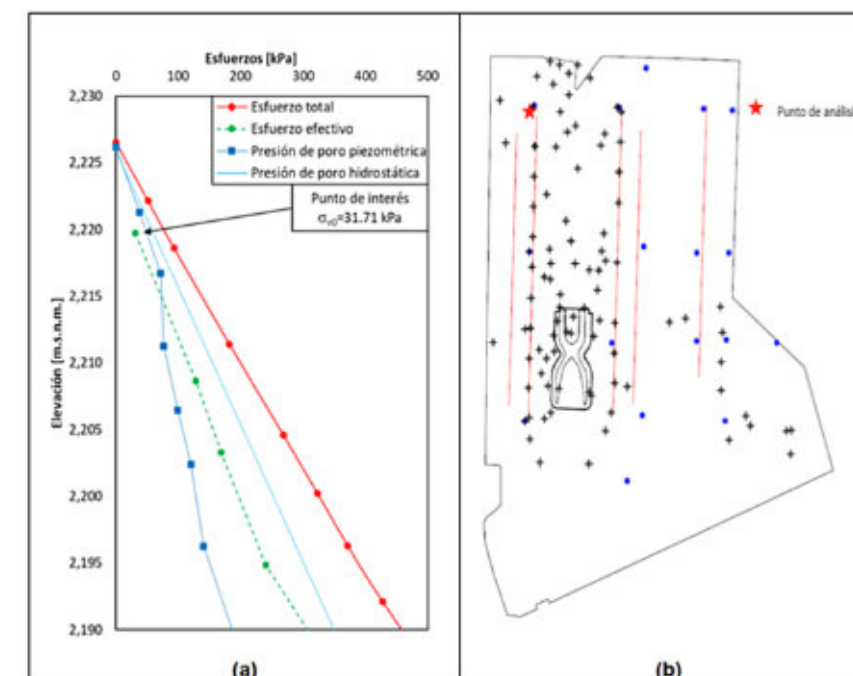 Esfuerzos [kPa]
0 100 200 300 400 500
2,230
2,225
2,220
2,215
2,210
2,205
2,200
2,195
2,190
Elevación [m.s.n.m.]
Esfuerzo total
Esfuerzo efectivo
Presión de poro piezométrica
Presión de poro hidrostática
Punto de interés
σv0=31.71 kPa
(a)
Punto de análisi
(b)